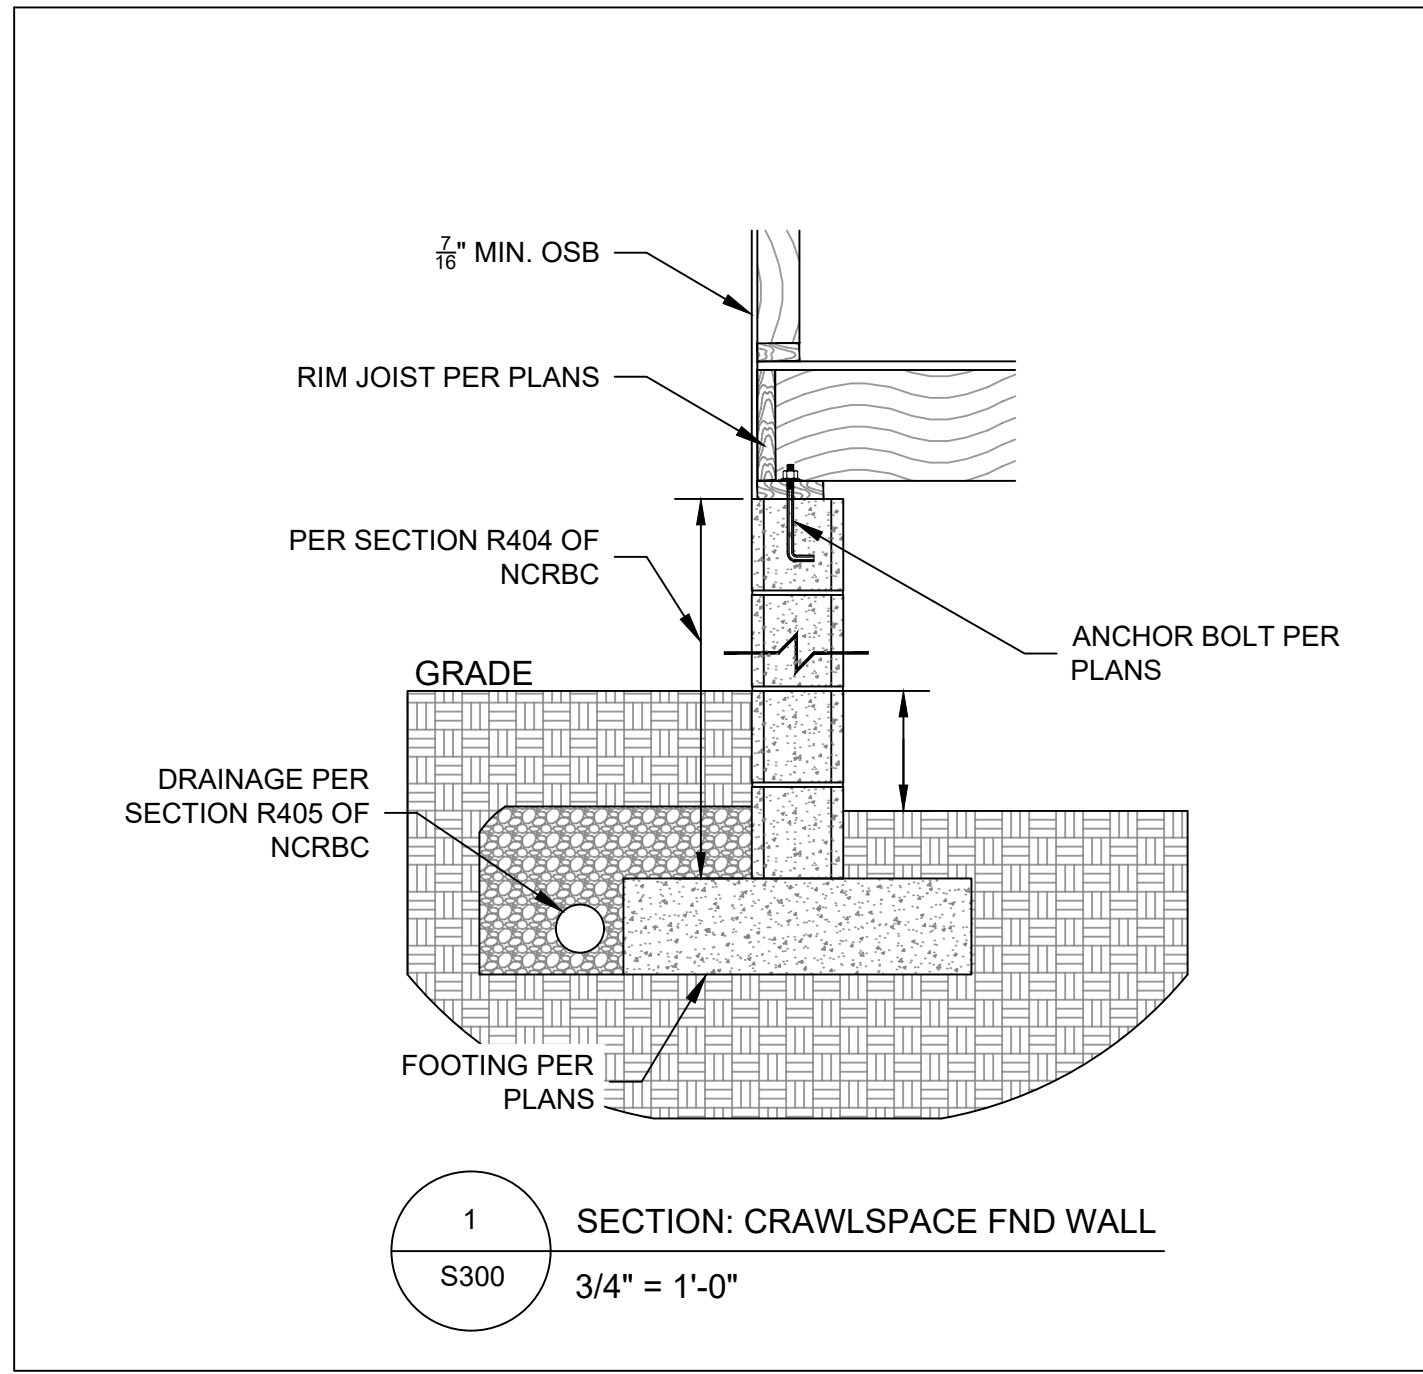 7/16" MIN. OSB
RIM JOIST PER PLANS
PER SECTION R404 OF
NCRBC
ANCHOR BOLT PER
PLANS
GRADE
DRAINAGE PER
SECTION R405 OF
NCRBC
FOOTING PER
PLANS
1
S300
SECTION: CRAWLSPACE FND WALL
3/4" = 1'-0"